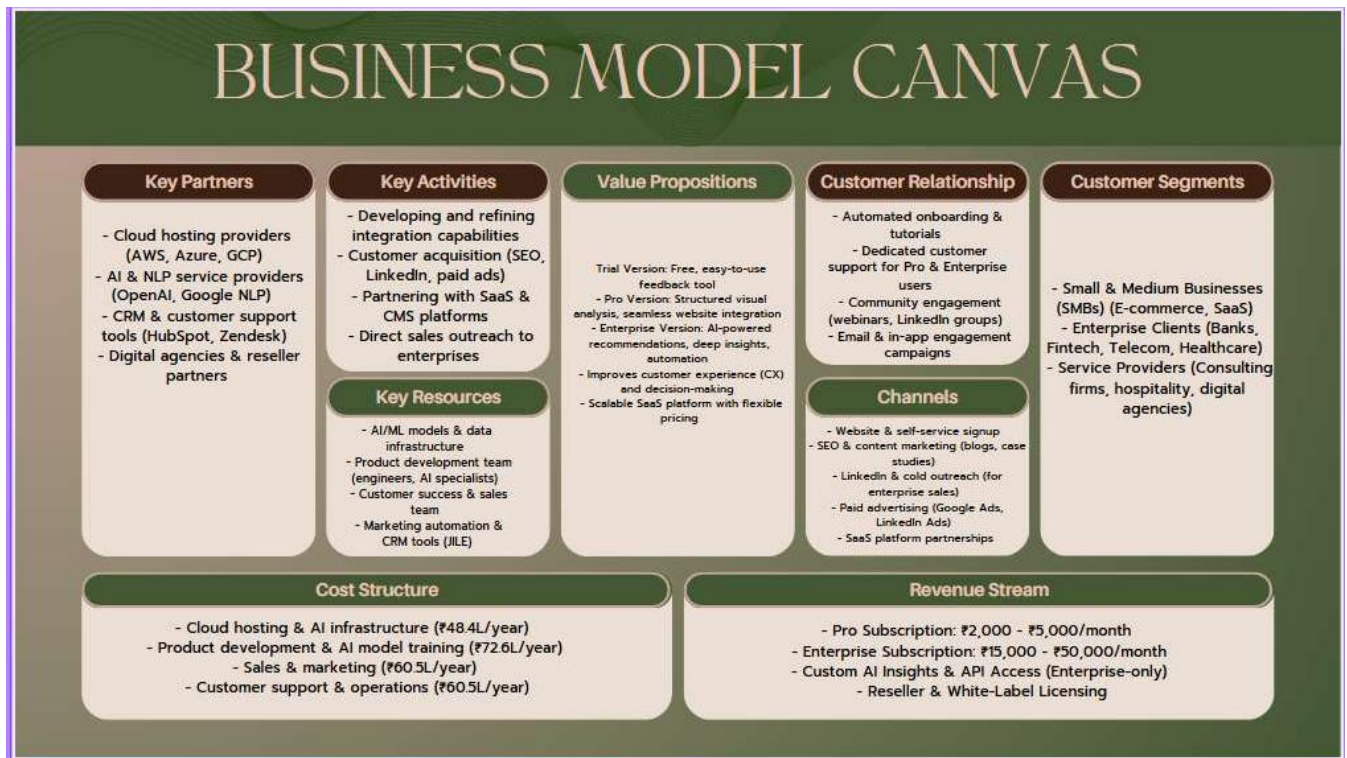 BUSINESS MODEL CANVAS
Key Partners
- Cloud hosting providers
(AWS, Azure, GCP)
- AI & NLP service providers
(OpenAI, Google NLP)
- CRM & customer support
tools (HubSpot, Zendesk)
- Digital agencies & reseller
partners
Key Activities
- Developing and refining
integration capabilities
- Customer acquisition (SEO,
LinkedIn, paid ads)
- Partnering with SaaS &
CMS platforms
- Direct sales outreach to
enterprises
Key Resources
- AI/ML models & data
infrastructure
- Product development team
(engineers, AI specialists)
- Customer success & sales
team
- Marketing automation &
CRM tools (JILE)
Value Propositions
Trial Version: Free, easy-to-use
feedback tool
- Pro Version: Structured visual
analysis, seamless website integration
- Enterprise Version: AI-powered
recommendations, deep insights,
automation
- Improves customer experience (CX)
and decision-making
- Scalable SaaS platform with flexible
pricing
Customer Relationship
- Automated onboarding &
tutorials
- Dedicated customer
support for Pro & Enterprise
users
- Community engagement
(webinars, LinkedIn groups)
- Email & in-app engagement
campaigns
Channels
- Website & self-service signup
- SEO & content marketing (blogs, case
studies)
- LinkedIn & cold outreach (for
enterprise sales)
- Paid advertising (Google Ads,
LinkedIn Ads)
- SaaS platform partnerships
Customer Segments
- Small & Medium Businesses
(SMBs) (E-commerce, SaaS)
- Enterprise Clients (Banks,
Fintech, Telecom, Healthcare)
- Service Providers (Consulting
firms, hospitality, digital
agencies)
Cost Structure
- Cloud hosting & AI infrastructure (₹48.4L/year)
- Product development & AI model training (₹72.6L/year)
- Sales & marketing (₹60.5L/year)
- Customer support & operations (₹60.5L/year)
Revenue Stream
- Pro Subscription: ₹2,000 - ₹5,000/month
- Enterprise Subscription: ₹15,000 - ₹50,000/month
- Custom AI Insights & API Access (Enterprise-only)
- Reseller & White-Label Licensing